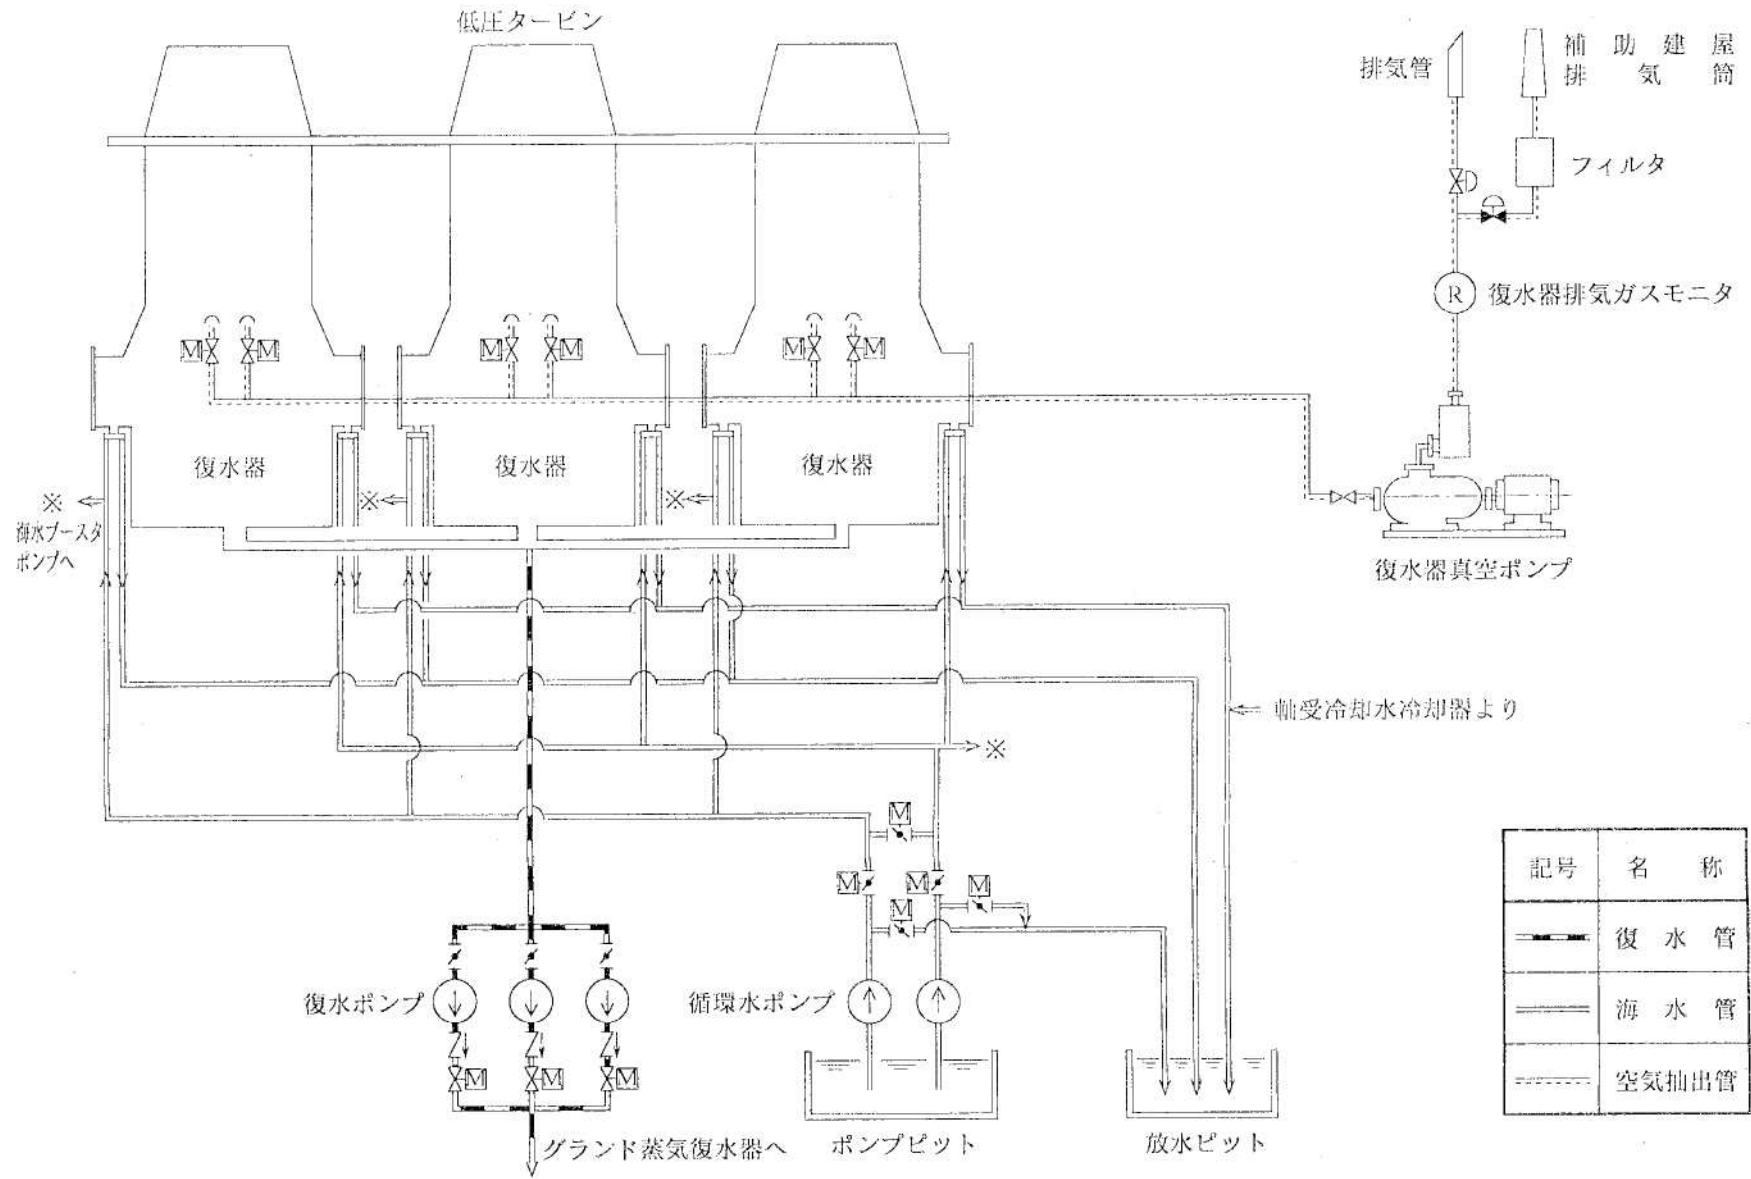 低圧タービン
排気管
補助建屋
排気筒
フィルタ
R
復水器排気ガスモニタ
M
M
M
M
M
M
復水器
復水器
復水器
※
※
※
海水ブースタ
ポンプへ
復水器真空ポンプ
軸受冷却水冷却器より
※
M
M
M
M
M
復水ポンプ
循環水ポンプ
M
M
M
グランド蒸気復水器へ
ポンプピット
放水ピット
記号 名称
復水管
海水管
空気抽出管